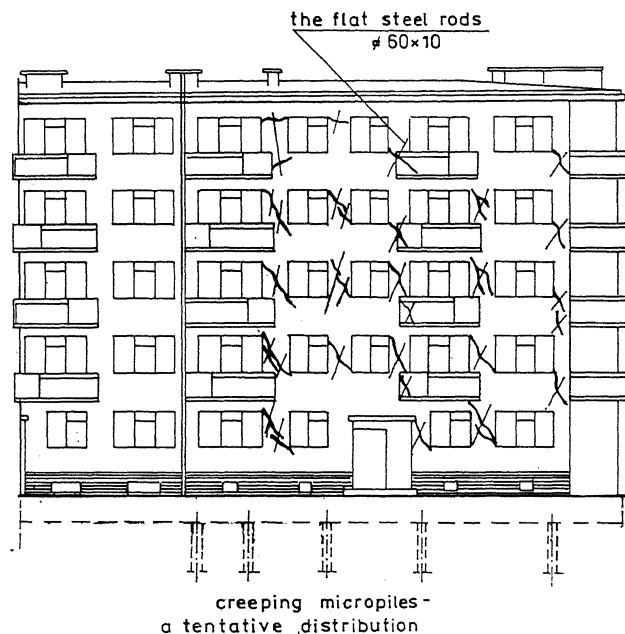 the flat steel rods
ø 60×10
creeping micropiles -
a tentative distribution